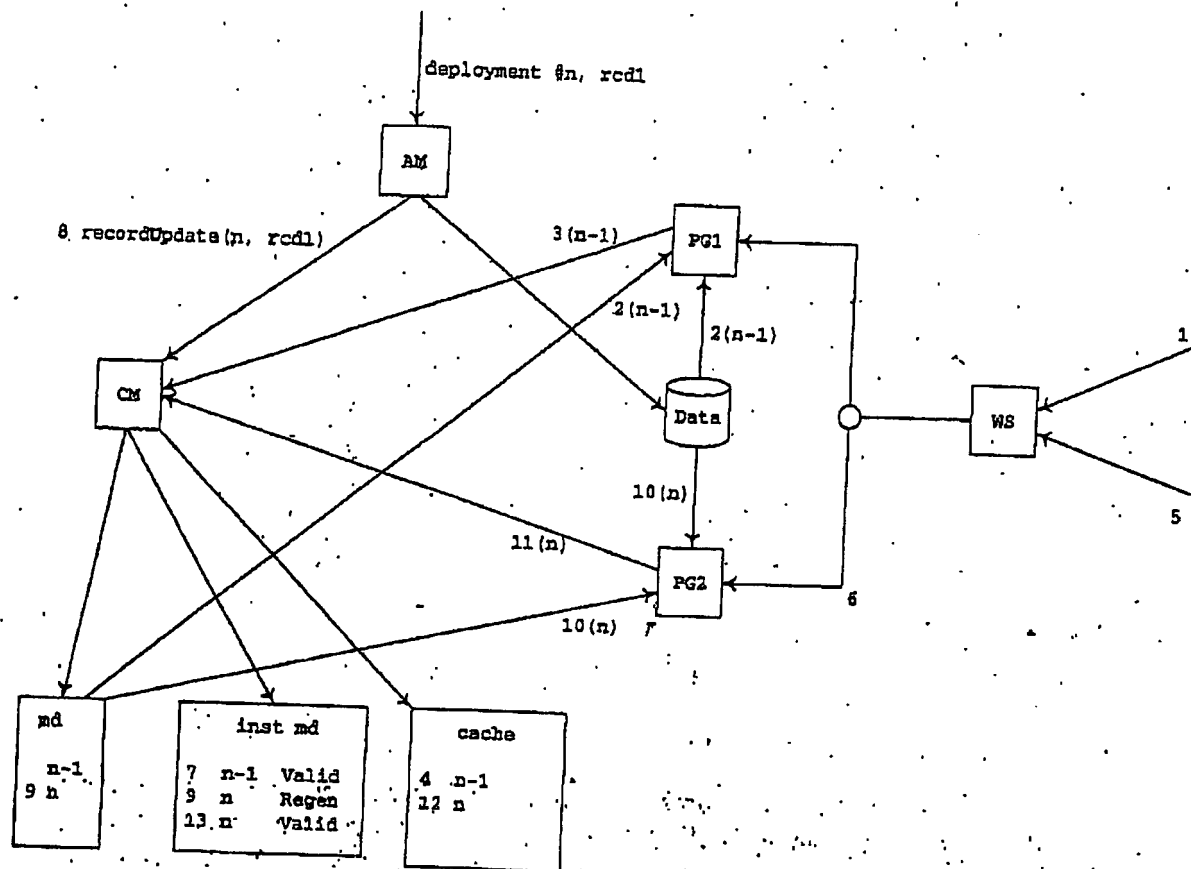 deployment #n, rcd1
AM
8 recordUpdate(n, rcd1)
3(n-1)
PG1
2(n-1)
2(n-1)
1
CM
Data
WS
10(n)
5
11(n)
PG2
6
10(n)
md
n-1
9 n
inst md
7 n-1 Valid
9 n Regen
13 n Valid
cache
4 n-1
12 n